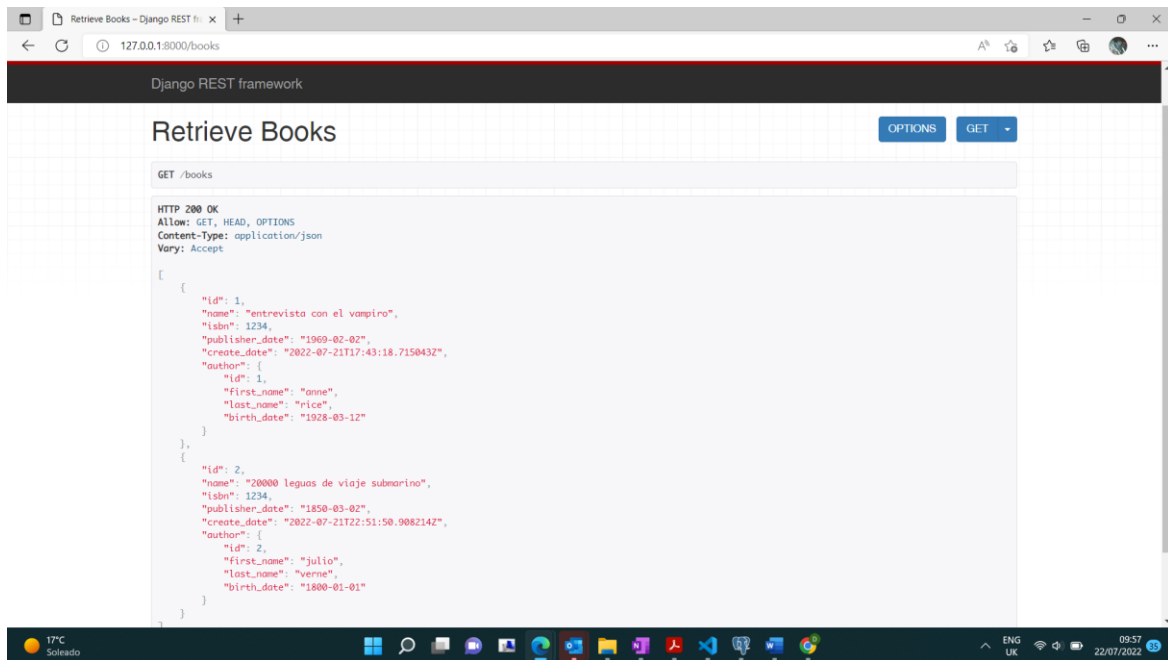 Retrieve Books – Django REST fr
127.0.0.1:8000/books
Django REST framework
Retrieve Books
OPTIONS
GET
GET /books
HTTP 200 OK
Allow: GET, HEAD, OPTIONS
Content-Type: application/json
Vary: Accept
[
{
"id": 1,
"name": "entrevista con el vampiro",
"isbn": 1234,
"publisher_date": "1969-02-02",
"create_date": "2022-07-21T17:43:18.715043Z",
"author": {
"id": 1,
"first_name": "anne",
"last_name": "rice",
"birth_date": "1928-03-12"
}
},
{
"id": 2,
"name": "20000 leguas de viaje submarino",
"isbn": 1234,
"publisher_date": "1850-03-02",
"create_date": "2022-07-21T22:51:50.908214Z",
"author": {
"id": 2,
"first_name": "julio",
"last_name": "verne",
"birth_date": "1800-01-01"
}
}
]
17°C
Soleado
ENG
UK
09:57
22/07/2022
35